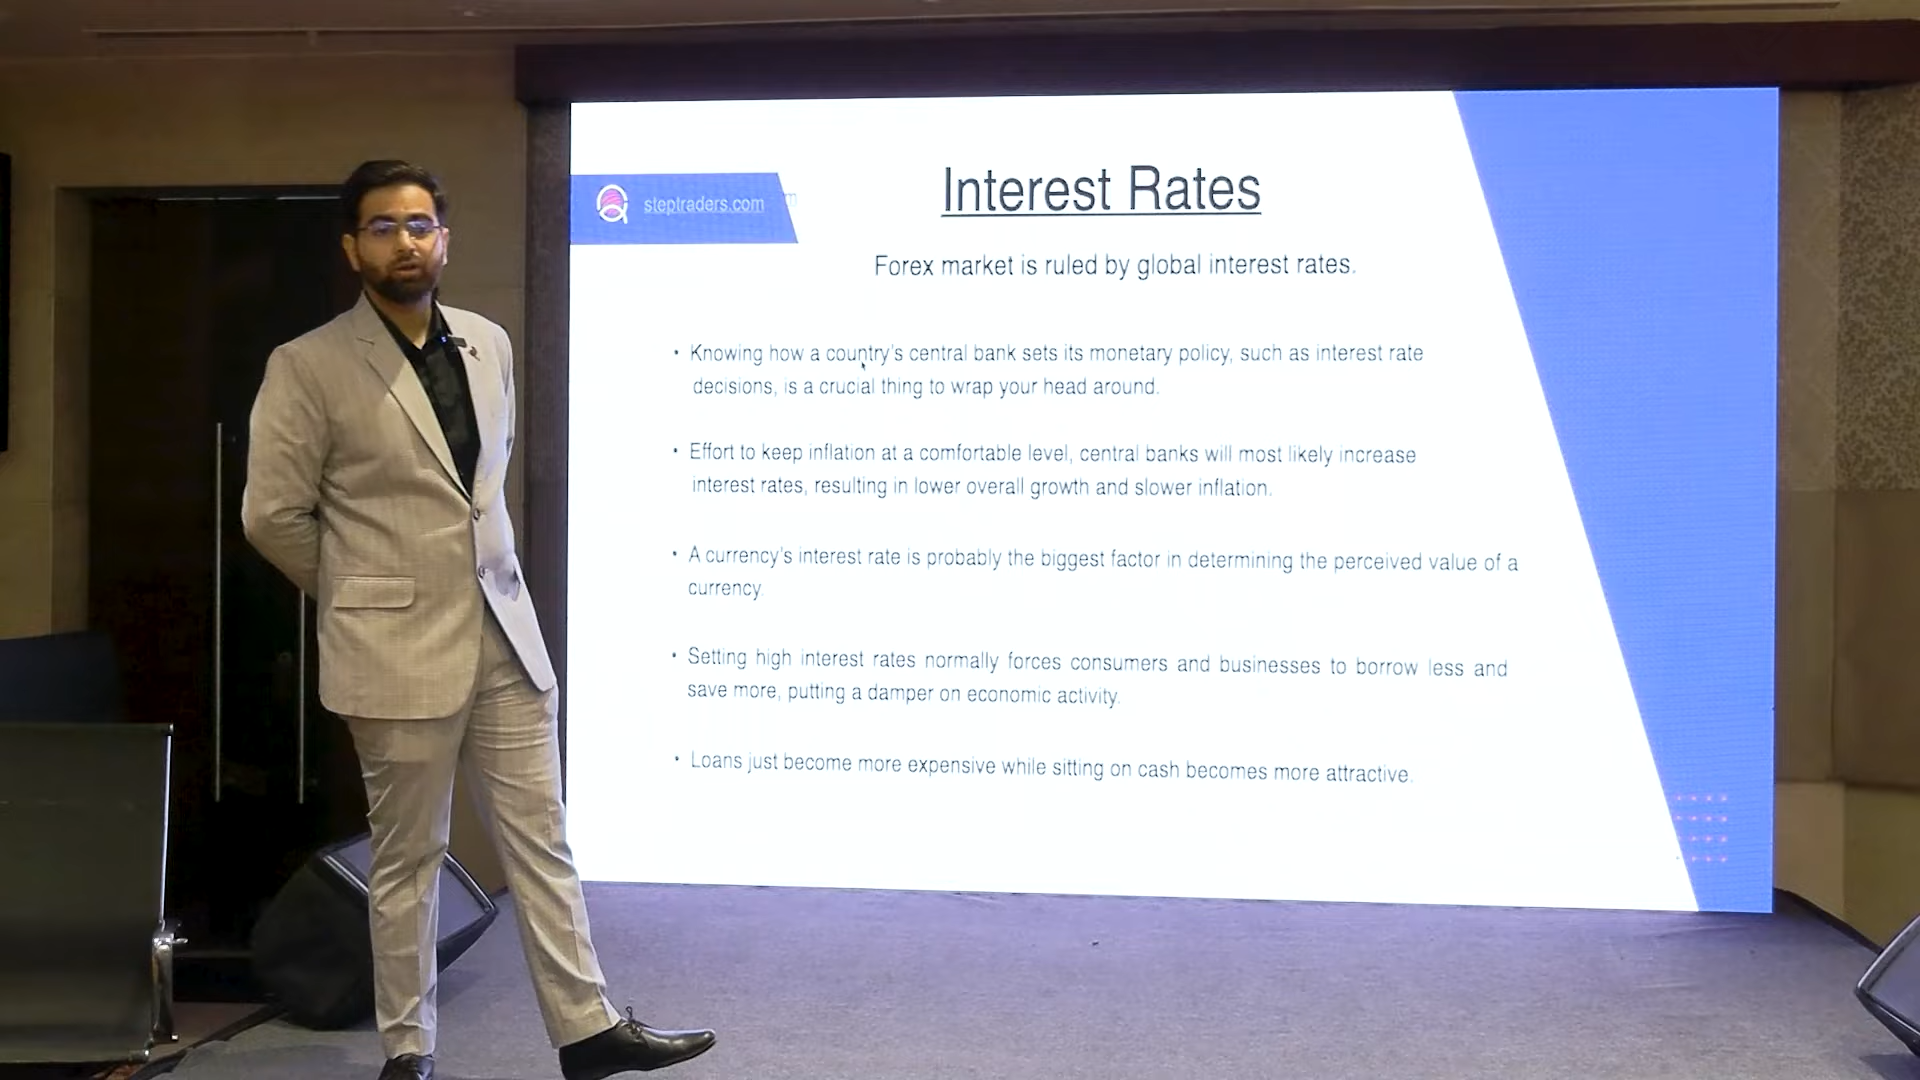 steptraders.com
Interest Rates
Forex market is ruled by global interest rates.
• Knowing how a country's central bank sets its monetary policy, such as interest rate
decisions, is a crucial thing to wrap your head around.
• Effort to keep inflation at a comfortable level, central banks will most likely increase
interest rates, resulting in lower overall growth and slower inflation.
• A currency's interest rate is probably the biggest factor in determining the perceived value of a
currency.
• Setting high interest rates normally forces consumers and businesses to borrow less and
save more, putting a damper on economic activity.
• Loans just become more expensive while sitting on cash becomes more attractive.